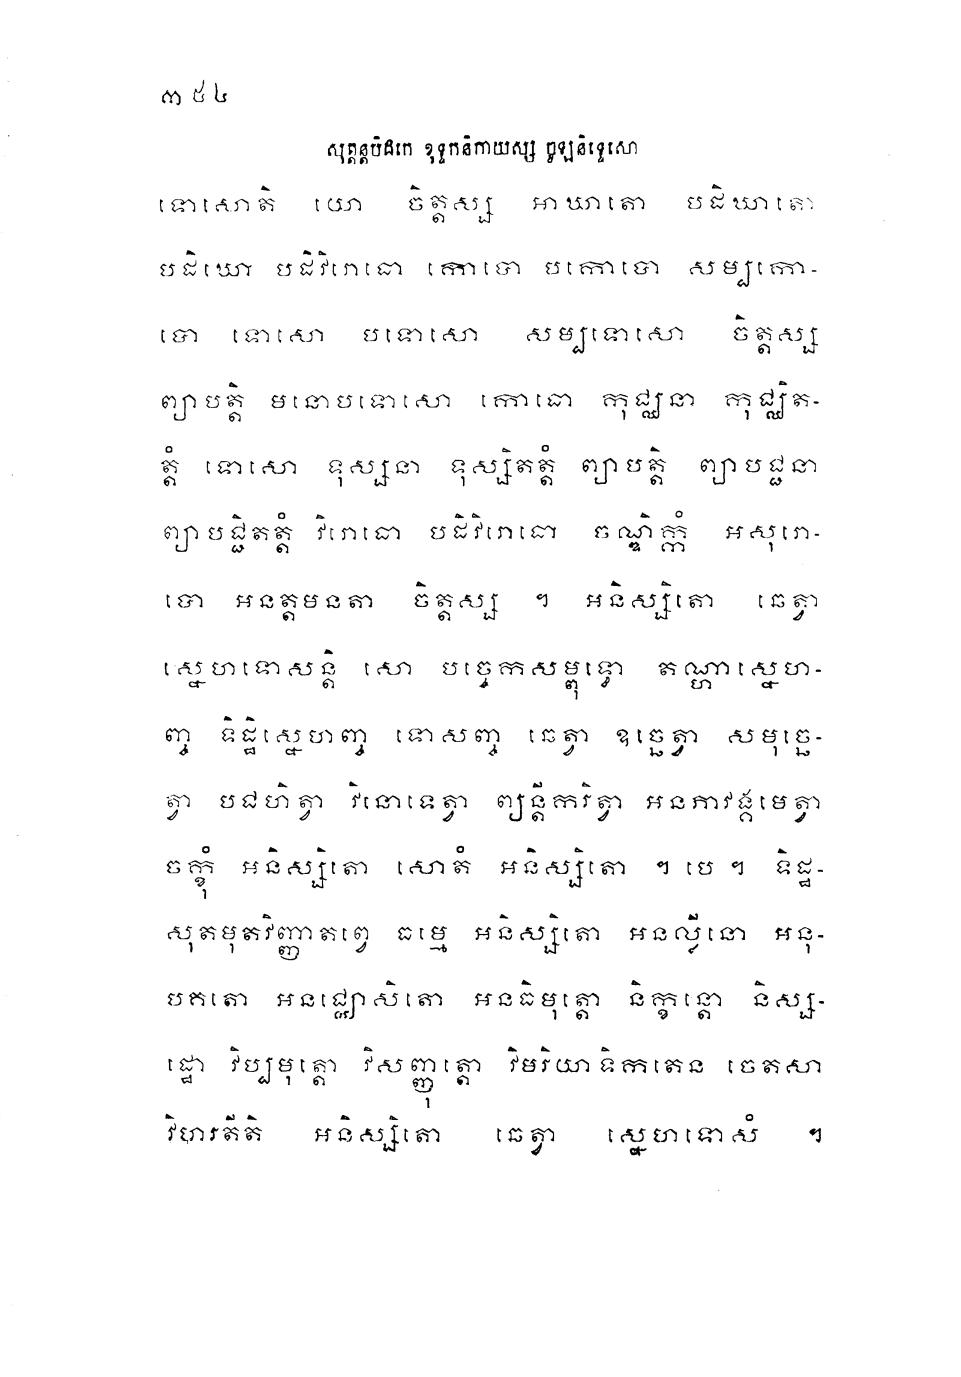 ៣៥៤
សុត្តន្តបិដកេ ខុទ្ទកនិកាយស្ស ចូឡនិទ្ទេសោ
ទោសោតិ យោ ចិត្តស្ស អាឃាតោ បដិឃាតោ
បដិឃោ បដិវិរោធោ កោបោ បកោបោ សម្បកោ-
បោ ទោសោ បទោសោ សម្បទោសោ ចិត្តស្ស
ព្យាបត្តិ មនោបទោសោ កោធោ កុជ្ឈនា កុជ្ឈិត-
ត្តំ ទោសោ ទុស្សនា ទុស្សិតត្តំ ព្យាបត្តិ ព្យាបជ្ជនា
ព្យាបជ្ជិតត្តំ វិរោធោ បដិវិរោធោ ចណ្ឌិក្កំ អសុរោ-
បោ អនត្តមនតា ចិត្តស្ស ។ អនិស្សិតោ ឆេត្វា
ស្នេហទោសន្តិ សោ បច្ចេកសម្ពុទ្ធោ តណ្ហាស្នេហ-
ញ្ច ទិដ្ឋិស្នេហញ្ច ទោសញ្ច ឆេត្វា ឧច្ឆេត្វា សមុច្ឆេ-
ត្វា បជហិត្វា វិនោទេត្វា ព្យន្តីករិត្វា អនភាវង្គមេត្វា
ចក្ខុំ អនិស្សិតោ សោតំ អនិស្សិតោ ។ បេ ។ ទិដ្ឋ-
សុតមុតវិញ្ញាតព្វេ ធម្មេ អនិស្សិតោ អនល្លីនោ អនុ-
បគតោ អនជ្ឈោសិតោ អនធិមុត្តោ និក្ខន្តោ និស្ស-
ដ្ឋោ វិប្បមុត្តោ វិសញ្ញុត្តោ វិមរិយាទិកតេន ចេតសា
វិហរតីតិ អនិស្សិតោ ឆេត្វា ស្នេហទោសំ ។